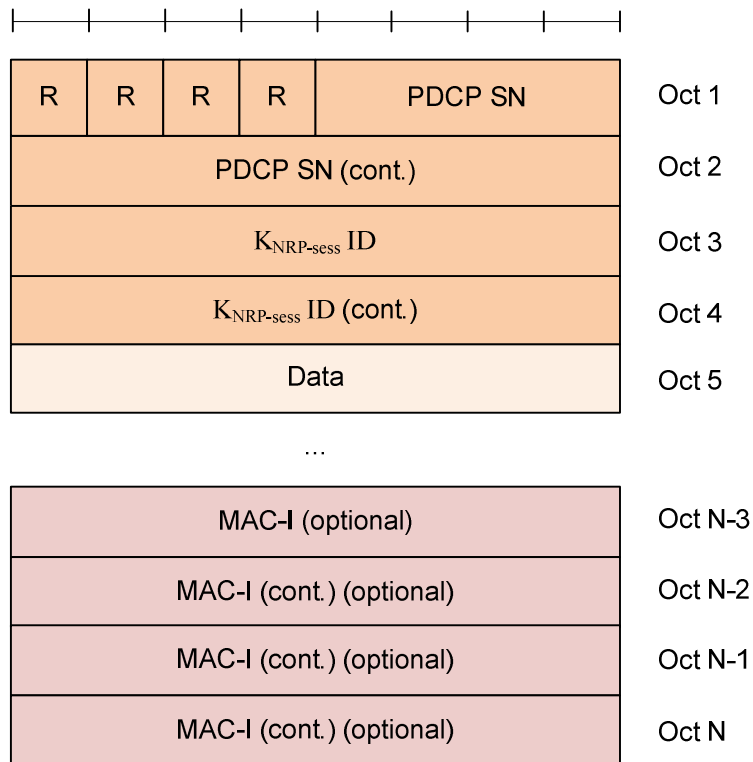 R R R R PDCP SN Oct 1
PDCP SN (cont.) Oct 2
KNRP-sess ID Oct 3
KNRP-sess ID (cont.) Oct 4
Data Oct 5
...
MAC-I (optional) Oct N-3
MAC-I (cont.) (optional) Oct N-2
MAC-I (cont.) (optional) Oct N-1
MAC-I (cont.) (optional) Oct N